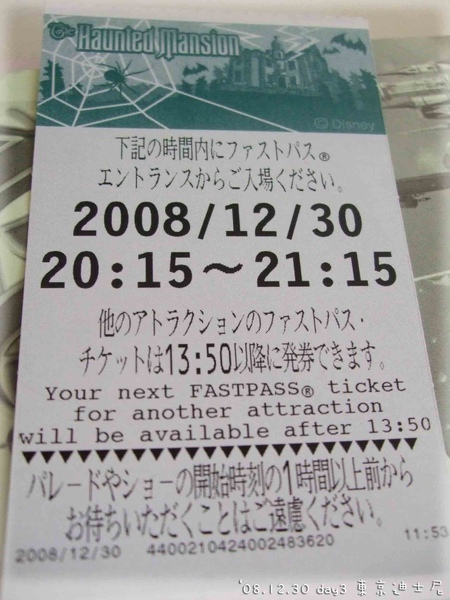 The Haunted Mansion
© Disney
下記の時間内にファストパス®
エントランスからご入場ください。
2008/12/30
20:15～21:15
他のアトラクションのファストパス・
チケットは13:50以降に発券できます。
Your next FASTPASS® ticket
for another attraction
will be available after 13:50
▼▼▼▼▼▼▼▼▼▼▼▼▼▼▼▼▼▼▼▼▼▼▼▼▼▼▼▼
パレードやショーの開始時刻の1時間以上前から
お待ちいただくことはご遠慮ください。
2008/12/30 4400210424002483620 11:53
'08.12.30 day3 東京迪士尼